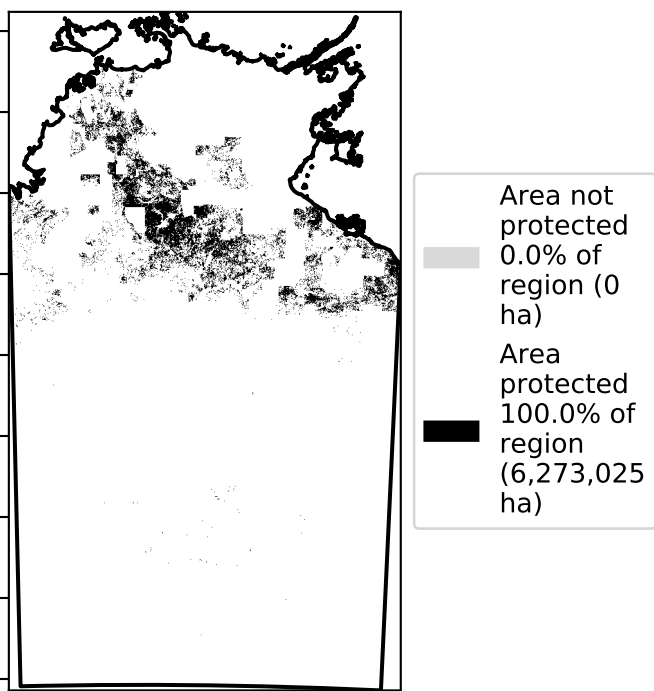 Area not
protected
0.0% of
region (0
ha)
Area
protected
100.0% of
region
(6,273,025
ha)